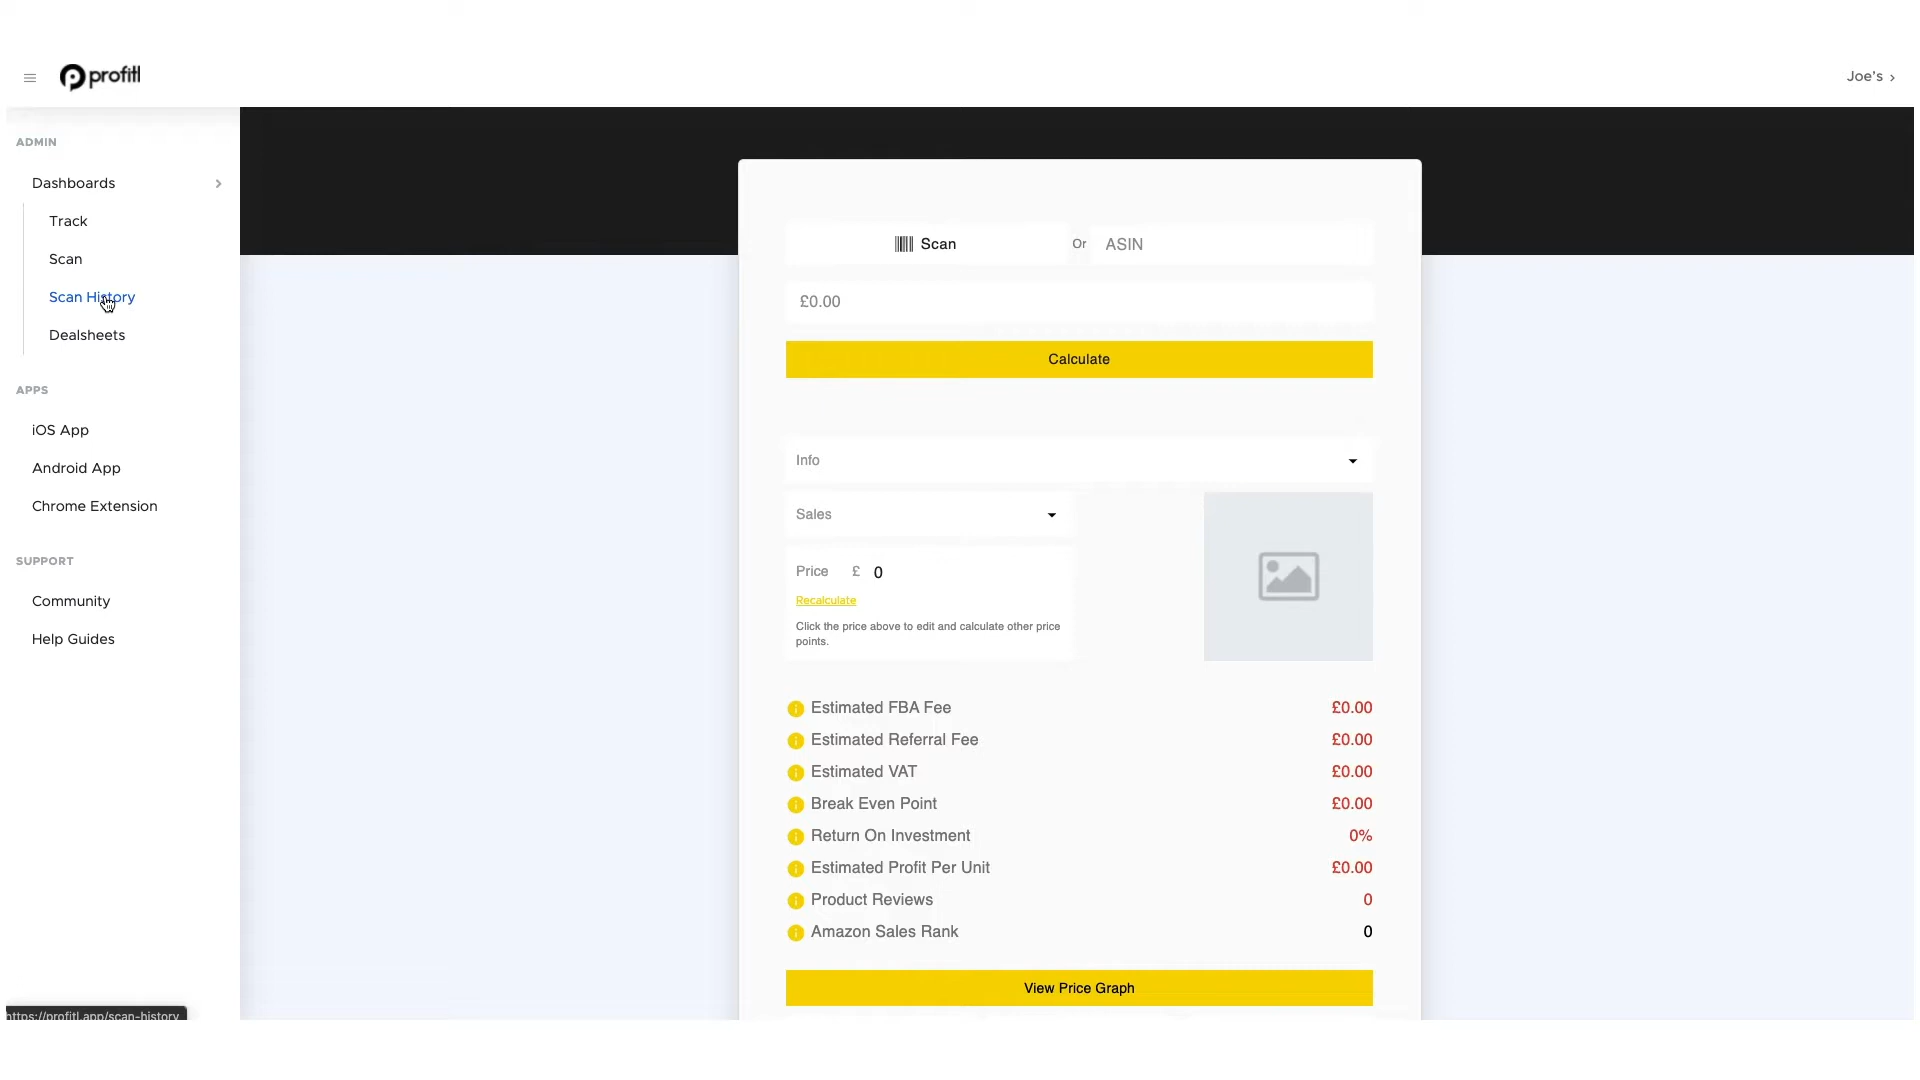 profitl
Joe's
ADMIN
Dashboards
Track
Scan
Scan History
Dealsheets
APPS
iOS App
Android App
Chrome Extension
SUPPORT
Community
Help Guides
https://profitl.app/scan-history
Scan Or ASIN
£0.00
Calculate
Info
Sales
Price £ 0
Recalculate
Click the price above to edit and calculate other price
points.
Estimated FBA Fee £0.00
Estimated Referral Fee £0.00
Estimated VAT £0.00
Break Even Point £0.00
Return On Investment 0%
Estimated Profit Per Unit £0.00
Product Reviews 0
Amazon Sales Rank 0
View Price Graph